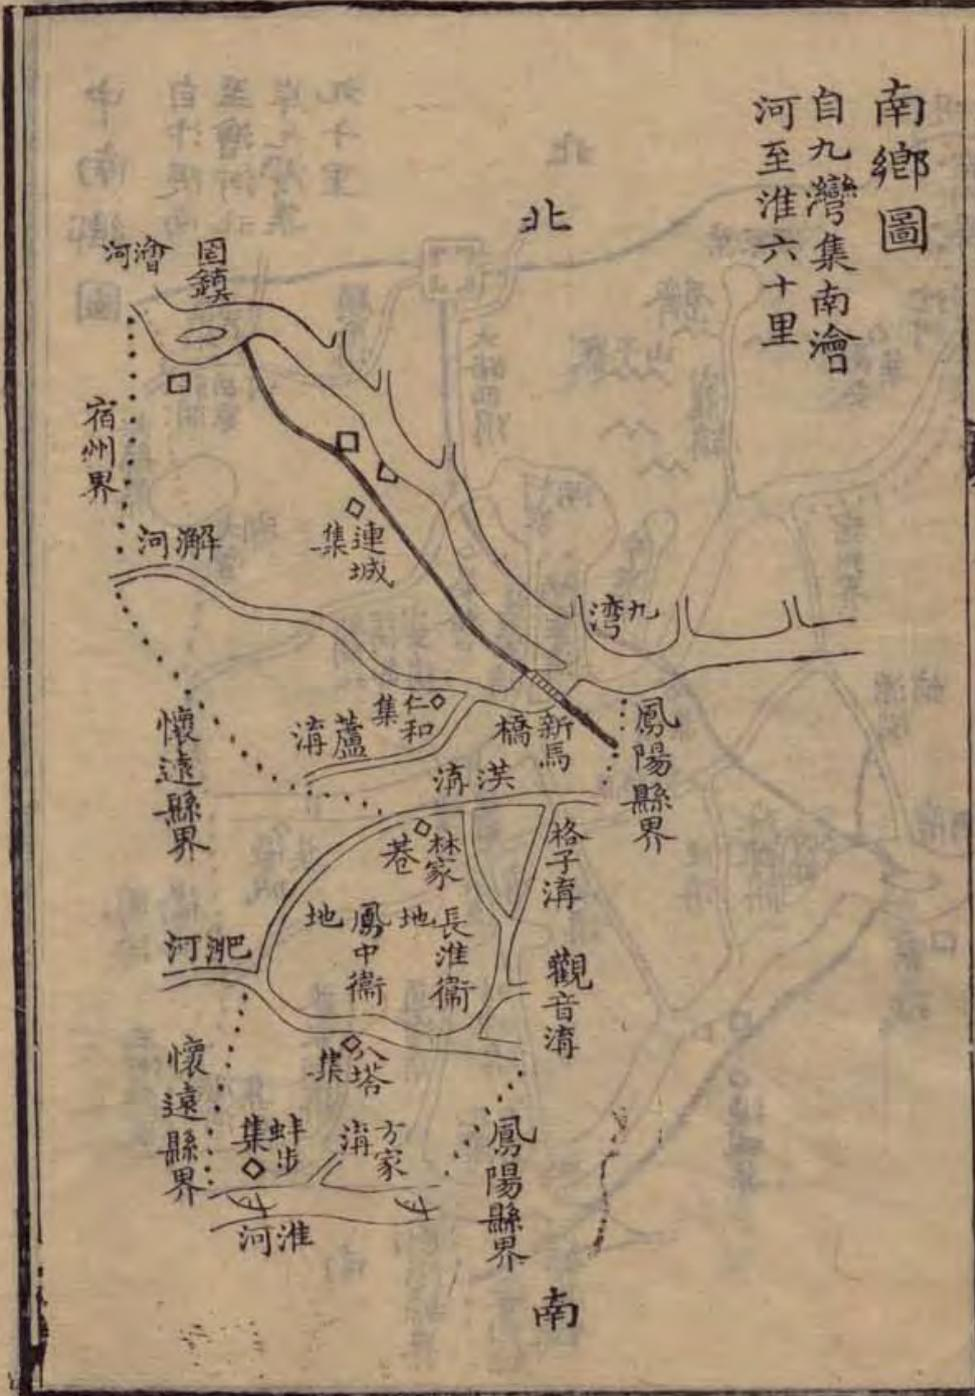 南鄉圖
自九灣集南澮
河至淮六十里
北
固鎮
澮河
宿州界
連城
集
澥河
九
湾
仁和
集
蘆溝
新馬
橋
鳳陽縣界
懷遠縣界
林家
巷
格子溝
長淮衛
地
鳳中衛
地
淝河
觀音溝
八塔
集
懷遠縣界
蚌步
集
方家
溝
鳳陽縣界
淮河
南